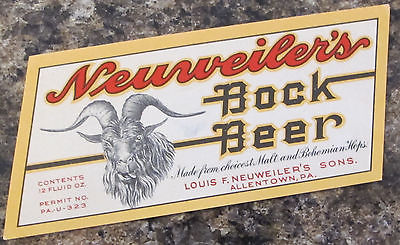 Neuweiler's
Bock
Beer
Made from choicest Malt and Bohemian Hops.
LOUIS F. NEUWEILER'S SONS.
ALLENTOWN, PA.
CONTENTS
12 FLUID OZ.
PERMIT NO.
PA-U-323